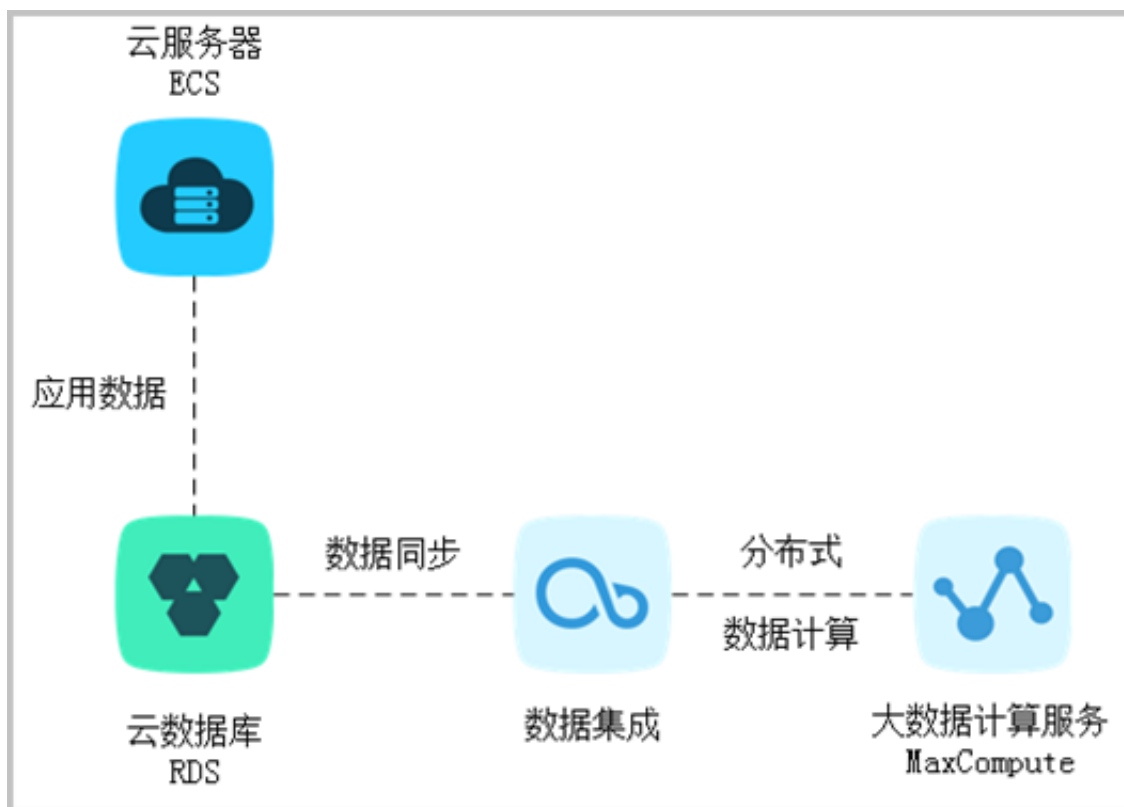 云服务器
ECS
应用数据
数据同步
分布式
数据计算
云数据库
RDS
数据集成
大数据计算服务
MaxCompute